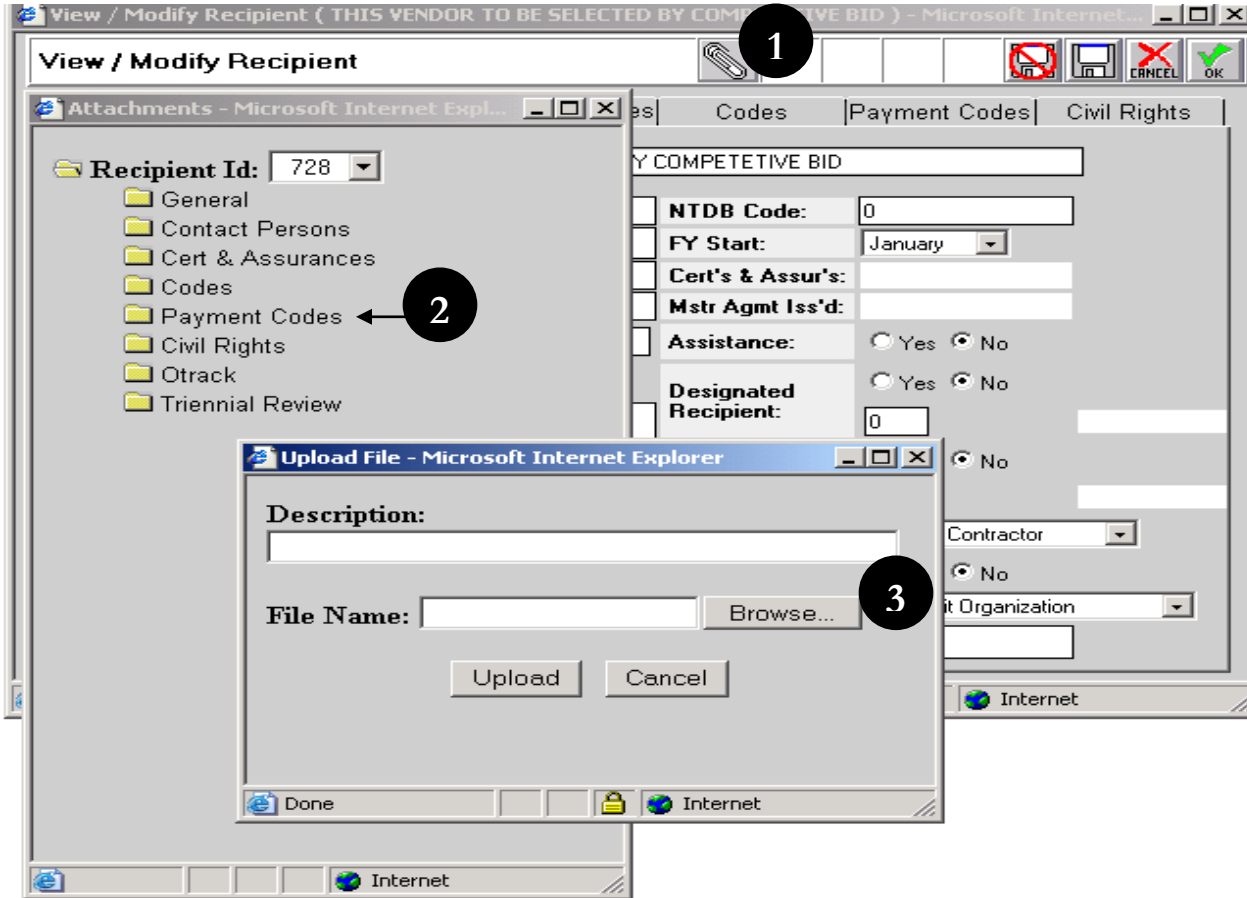 View / Modify Recipient ( THIS VENDOR TO BE SELECTED BY COMPETETIVE BID ) - Microsoft Internet...
View / Modify Recipient
1
CANCEL
OK
Attachments - Microsoft Internet Expl...
es
Codes
Payment Codes
Civil Rights
Y COMPETETIVE BID
Recipient Id: 728
General
Contact Persons
Cert & Assurances
Codes
Payment Codes
2
Civil Rights
Otrack
Triennial Review
NTDB Code: 0
FY Start: January
Cert's & Assur's:
Mstr Agmt Iss'd:
Assistance: Yes No
Designated
Recipient:
Yes No
0
No
Contractor
No
it Organization
Internet
Upload File - Microsoft Internet Explorer
Description:
File Name:
Browse...
3
Upload
Cancel
Done
Internet
Internet